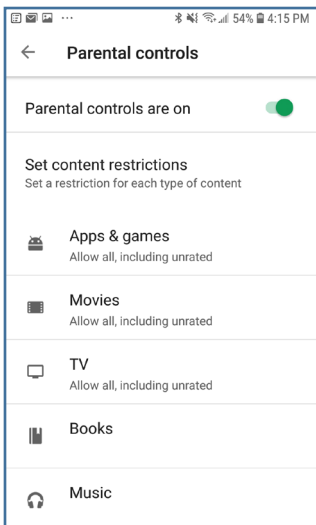 54% 4:15 PM
Parental controls
Parental controls are on
Set content restrictions
Set a restriction for each type of content
Apps & games
Allow all, including unrated
Movies
Allow all, including unrated
TV
Allow all, including unrated
Books
Music